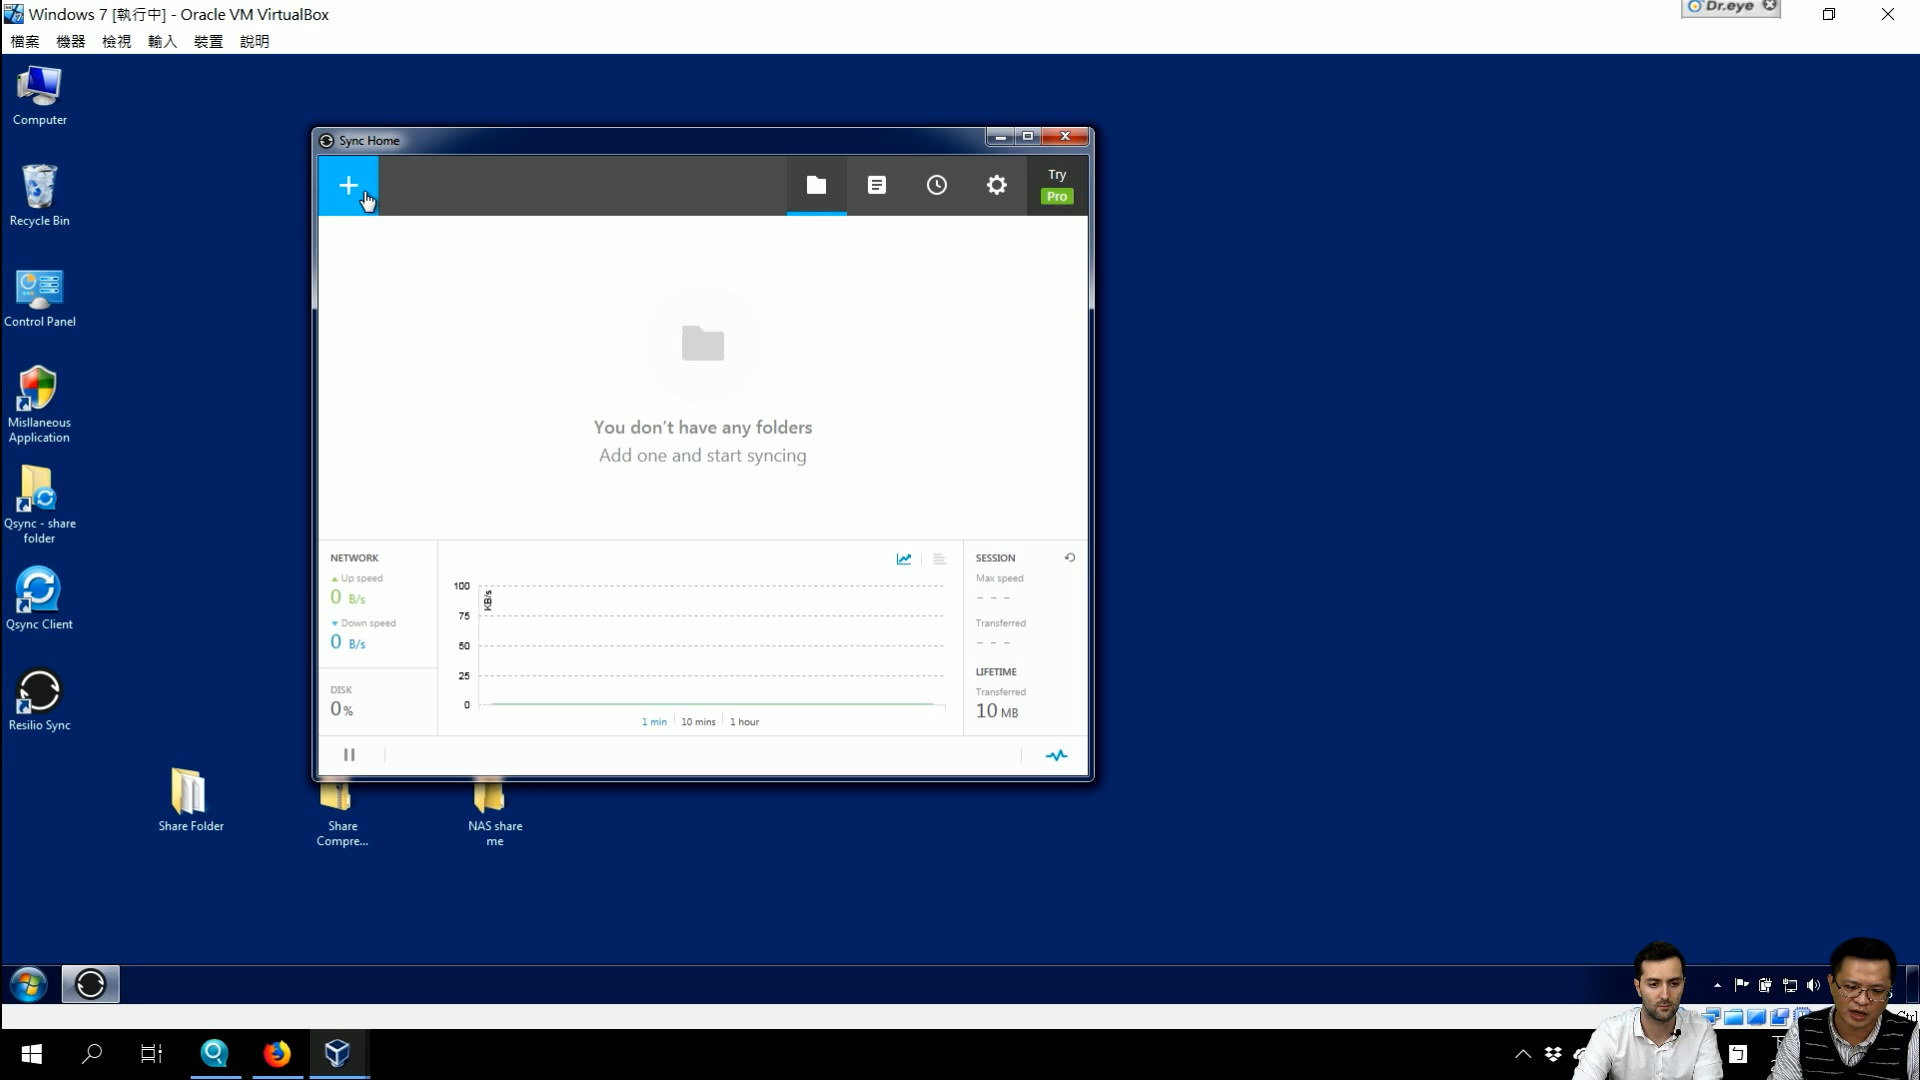 Windows 7 [執行中] - Oracle VM VirtualBox
Dr.eye
檔案 機器 檢視 輸入 裝置 說明
Computer
Recycle Bin
Control Panel
Misllaneous
Application
Qsync - share
folder
Qsync Client
Resilio Sync
Share Folder
Share
Compre...
NAS share
me
Sync Home
Try
Pro
You don't have any folders
Add one and start syncing
NETWORK
Up speed
0 B/s
Down speed
0 B/s
DISK
0%
100
75
50
25
0
KB/s
1 min
10 mins
1 hour
SESSION
Max speed
- - -
Transferred
- - -
LIFETIME
Transferred
10 MB